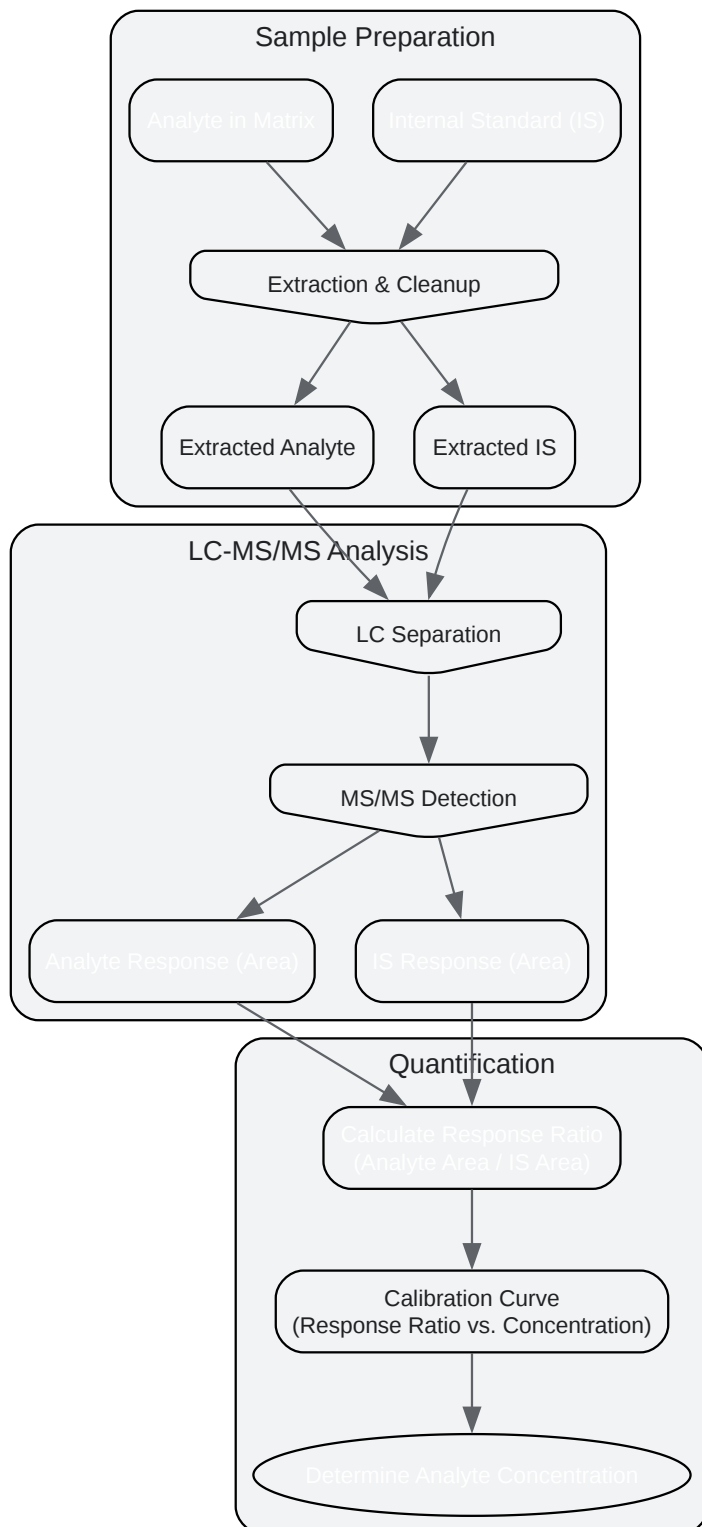 Sample Preparation
Analyte in Matrix
Internal Standard (IS)
Extraction & Cleanup
Extracted Analyte
Extracted IS
LC-MS/MS Analysis
LC Separation
MS/MS Detection
Analyte Response (Area)
IS Response (Area)
Quantification
Calculate Response Ratio
(Analyte Area / IS Area)
Calibration Curve
(Response Ratio vs. Concentration)
Determine Analyte Concentration